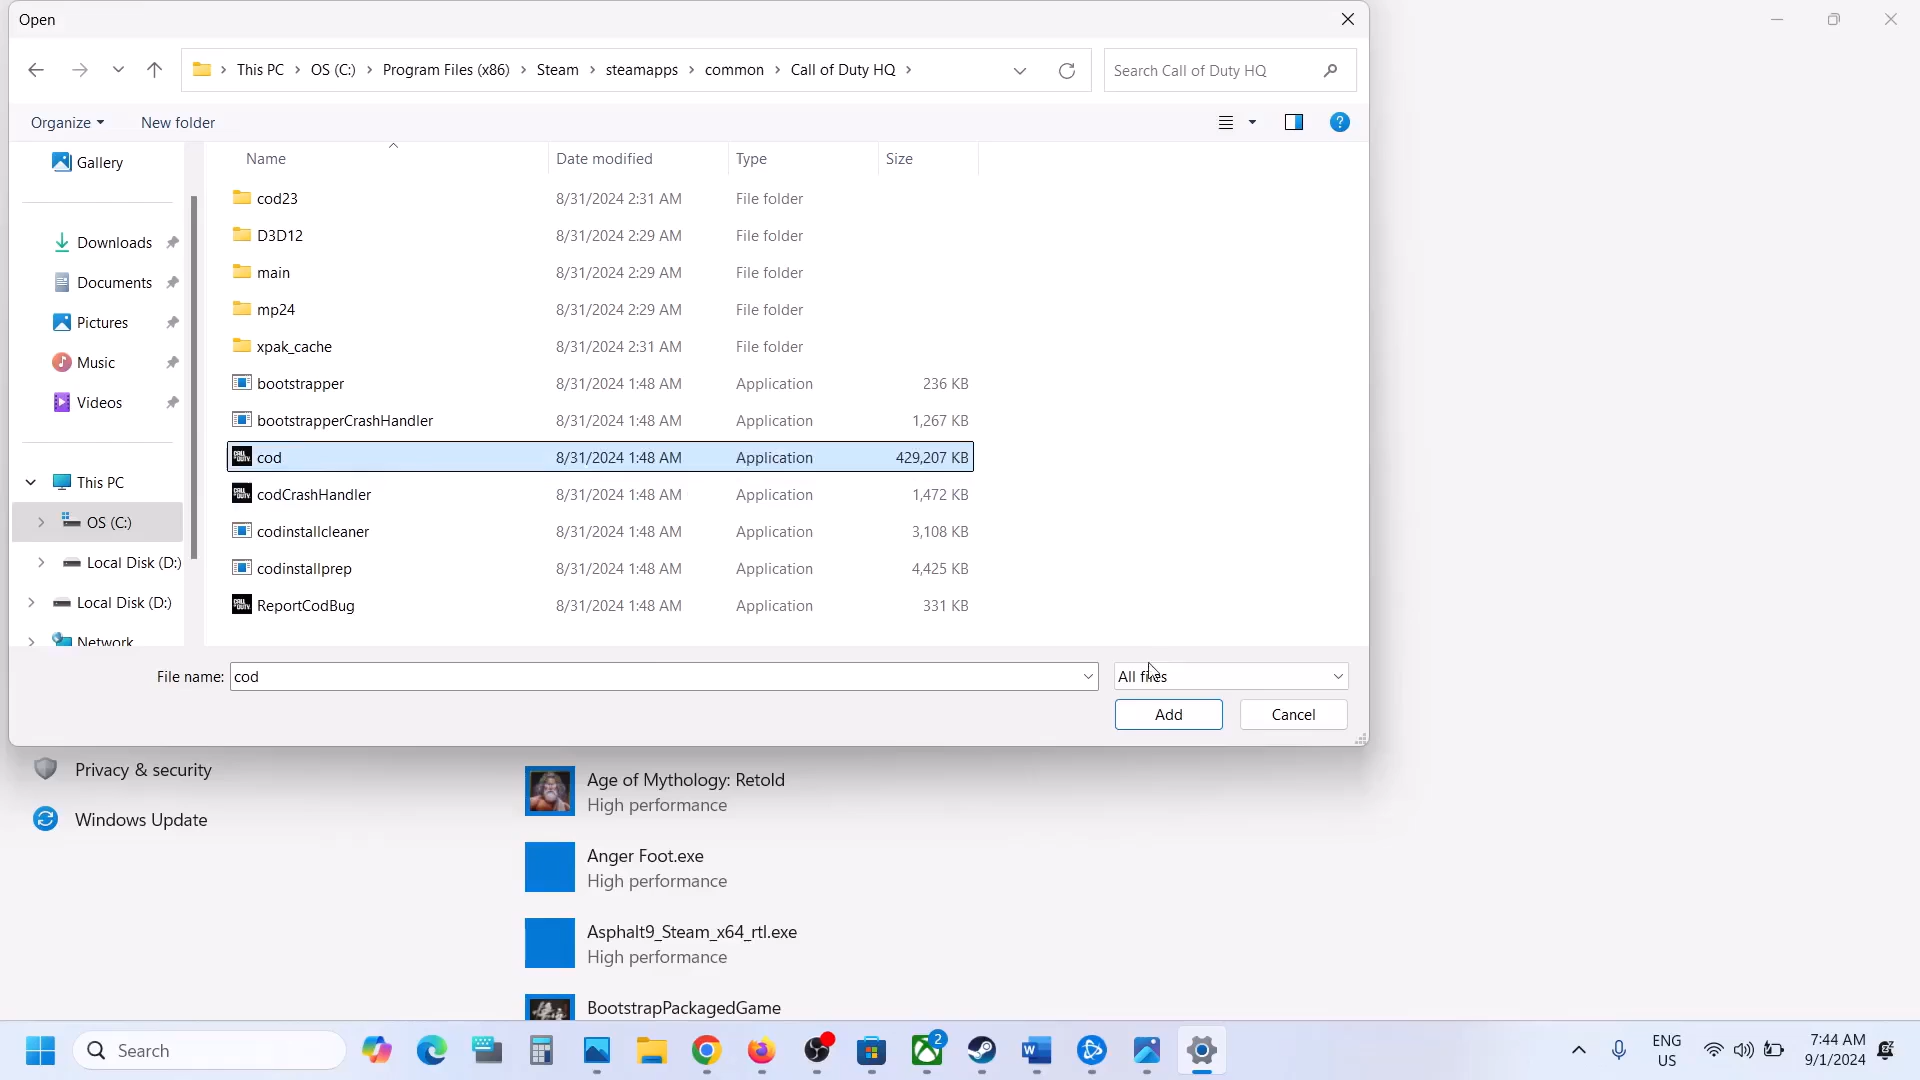 Open
This PC > OS (C:) > Program Files (x86) > Steam > steamapps > common > Call of Duty HQ >
Search Call of Duty HQ
Organize
New folder
Gallery
Downloads
Documents
Pictures
Music
Videos
This PC
OS (C:)
Local Disk (D:)
Local Disk (D:)
Network
Name Date modified Type Size
cod23 8/31/2024 2:31 AM File folder
D3D12 8/31/2024 2:29 AM File folder
main 8/31/2024 2:29 AM File folder
mp24 8/31/2024 2:29 AM File folder
xpak_cache 8/31/2024 2:31 AM File folder
bootstrapper 8/31/2024 1:48 AM Application 236 KB
bootstrapperCrashHandler 8/31/2024 1:48 AM Application 1,267 KB
cod 8/31/2024 1:48 AM Application 429,207 KB
codCrashHandler 8/31/2024 1:48 AM Application 1,472 KB
codinstallcleaner 8/31/2024 1:48 AM Application 3,108 KB
codinstallprep 8/31/2024 1:48 AM Application 4,425 KB
ReportCodBug 8/31/2024 1:48 AM Application 331 KB
File name: cod
All files
Add
Cancel
Privacy & security
Windows Update
Age of Mythology: Retold
High performance
Anger Foot.exe
High performance
Asphalt9_Steam_x64_rtl.exe
High performance
BootstrapPackagedGame
Search
2
ENG
US
7:44 AM
9/1/2024